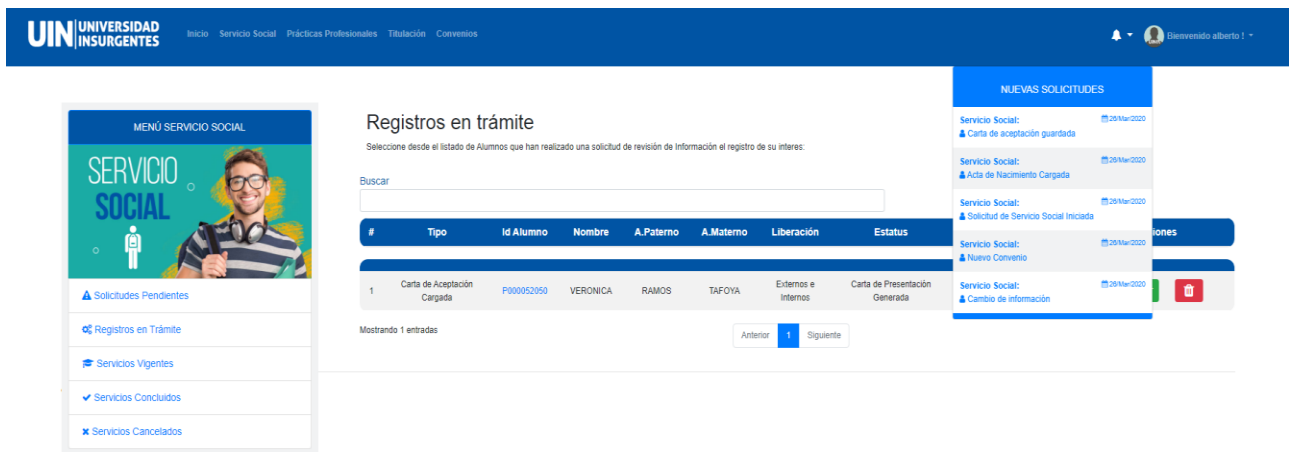 UIN UNIVERSIDAD
INSURGENTES
Inicio Servicio Social Prácticas Profesionales Titulación Convenios
Bienvenido alberto !
MENÚ SERVICIO SOCIAL
SERVICIO
SOCIAL
Solicitudes Pendientes
Registros en Trámite
Servicios Vigentes
Servicios Concluidos
Servicios Cancelados
Registros en trámite
Seleccione desde el listado de Alumnos que han realizado una solicitud de revisión de Información el registro de su interes:
Buscar
# Tipo Id Alumno Nombre A.Paterno A.Materno Liberación Estatus iones
1 Carta de Aceptación Cargada P000052050 VERONICA RAMOS TAFOYA Externos e Internos Carta de Presentación Generada
Mostrando 1 entradas
Anterior 1 Siguiente
NUEVAS SOLICITUDES
Servicio Social: 26/Mar/2020
Carta de aceptación guardada
Servicio Social: 26/Mar/2020
Acta de Nacimiento Cargada
Servicio Social: 26/Mar/2020
Solicitud de Servicio Social Iniciada
Servicio Social: 26/Mar/2020
Nuevo Convenio
Servicio Social: 26/Mar/2020
Cambio de información